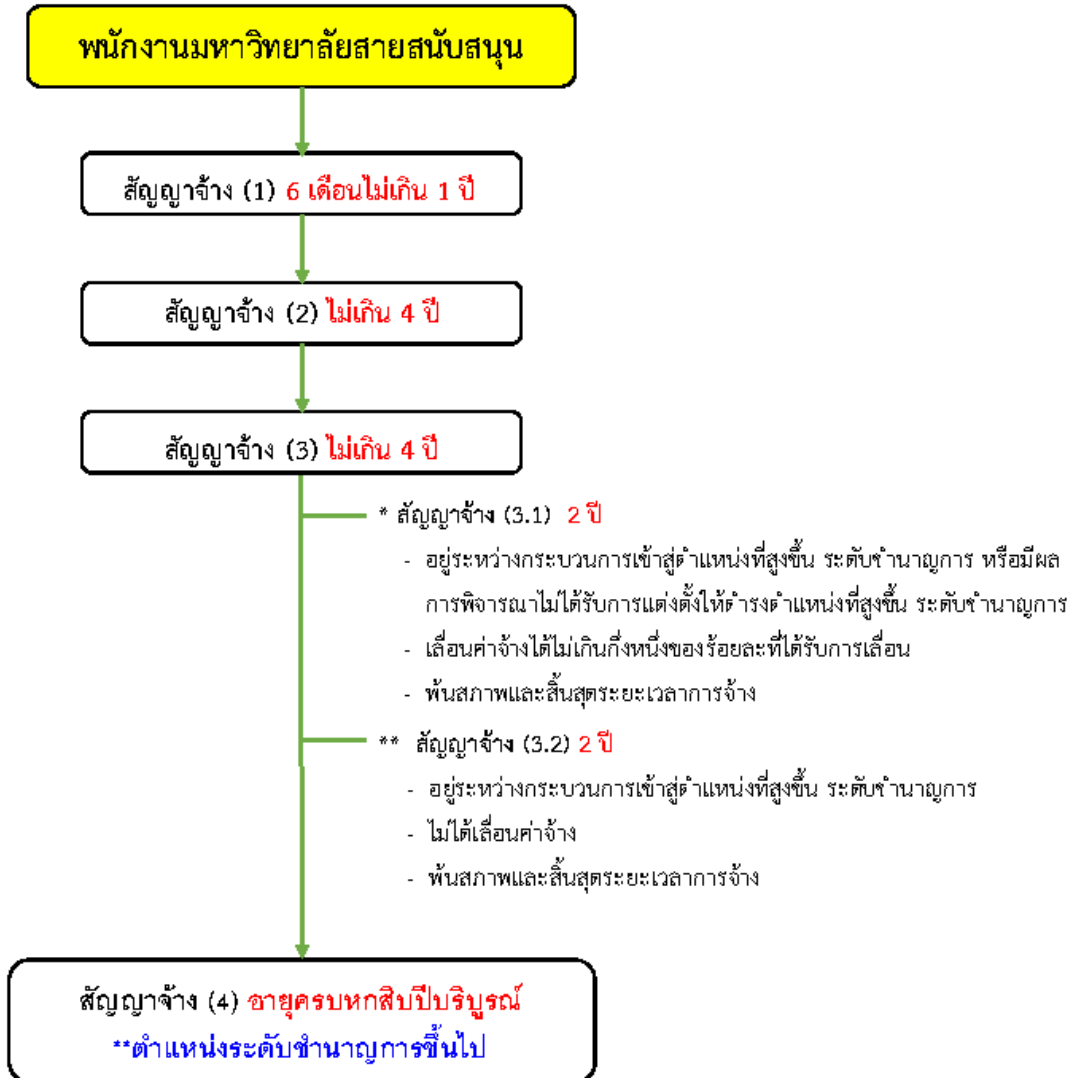 พนักงานมหาวิทยาลัยสายสนับสนุน
สัญญาจ้าง (1) 6 เดือนไม่เกิน 1 ปี
สัญญาจ้าง (2) ไม่เกิน 4 ปี
สัญญาจ้าง (3) ไม่เกิน 4 ปี
* สัญญาจ้าง (3.1) 2 ปี
- อยู่ระหว่างกระบวนการเข้าสู่ตำแหน่งที่สูงขึ้น ระดับชำนาญการ หรือมีผล
การพิจารณาไม่ได้รับการแต่งตั้งให้ดำรงตำแหน่งที่สูงขึ้น ระดับชำนาญการ
- เลื่อนค่าจ้างได้ไม่เกินกึ่งหนึ่งของร้อยละที่ได้รับการเลื่อน
- พ้นสภาพและสิ้นสุดระยะเวลาการจ้าง
** สัญญาจ้าง (3.2) 2 ปี
- อยู่ระหว่างกระบวนการเข้าสู่ตำแหน่งที่สูงขึ้น ระดับชำนาญการ
- ไม่ได้เลื่อนค่าจ้าง
- พ้นสภาพและสิ้นสุดระยะเวลาการจ้าง
สัญญาจ้าง (4) อายุครบหกสิบปีบริบูรณ์
**ตำแหน่งระดับชำนาญการขึ้นไป